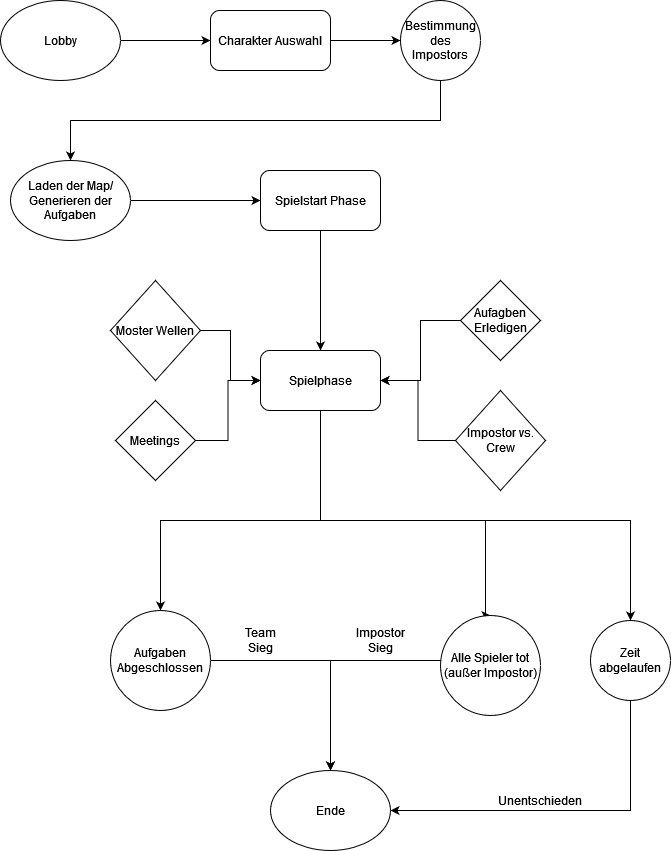 Lobby
Charakter Auswahl
Bestimmung
des
Impostors
Laden der Map/
Generieren der
Aufgaben
Spielstart Phase
Moster Wellen
Aufagben
Erledigen
Spielphase
Meetings
Impostor vs.
Crew
Team
Sieg
Impostor
Sieg
Aufgaben
Abgeschlossen
Alle Spieler tot
(außer Impostor)
Zeit
abgelaufen
Ende
Unentschieden